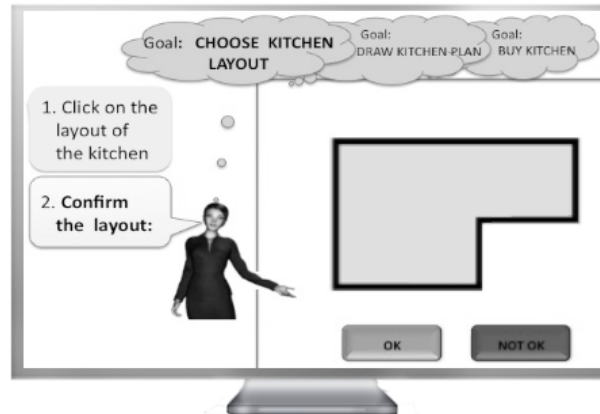 Goal: CHOOSE KITCHEN
LAYOUT
Goal:
DRAW KITCHEN PLAN
Goal:
BUY KITCHEN
1. Click on the
layout of
the kitchen
2. Confirm
the layout:
OK
NOT OK